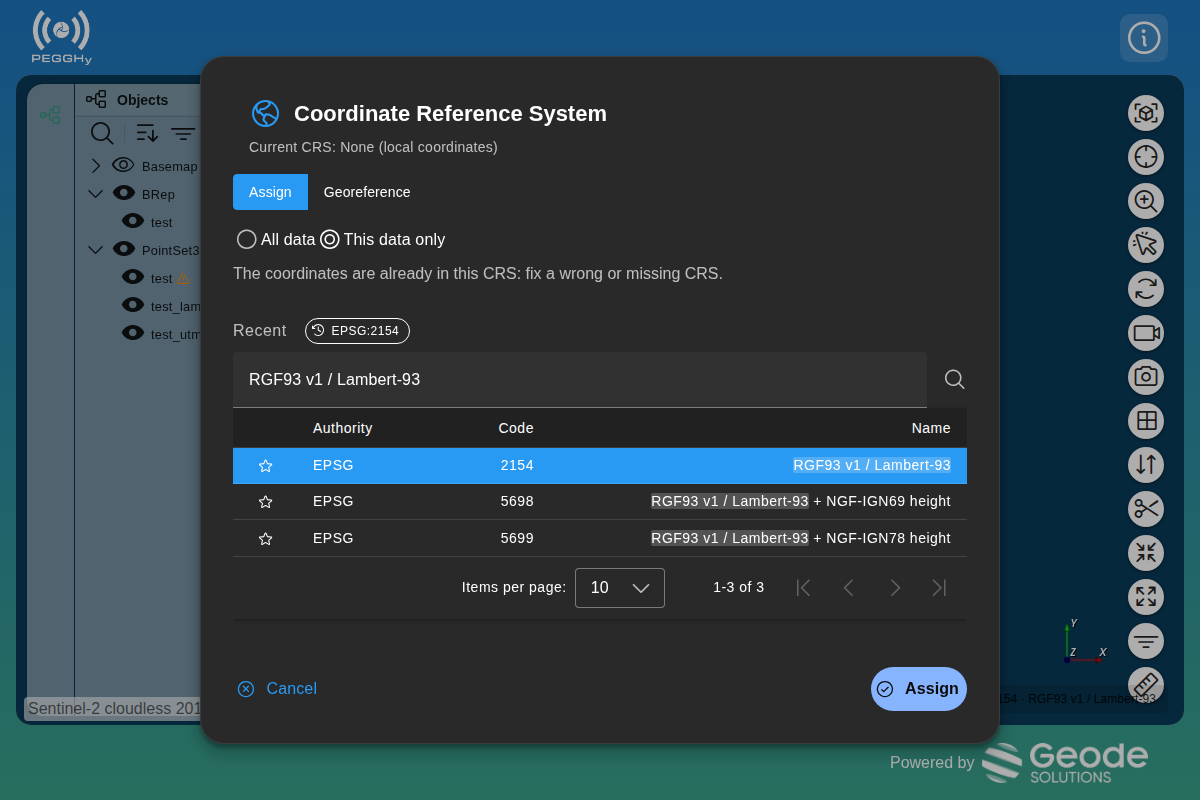 PEGGHy
Objects
Basemap
BRep
test
PointSet3
test
test_lam
test_utm
Coordinate Reference System
Current CRS: None (local coordinates)
Assign
Georeference
All data
This data only
The coordinates are already in this CRS: fix a wrong or missing CRS.
Recent
EPSG:2154
RGF93 v1 / Lambert-93
Authority Code Name
EPSG 2154 RGF93 v1 / Lambert-93
EPSG 5698 RGF93 v1 / Lambert-93 + NGF-IGN69 height
EPSG 5699 RGF93 v1 / Lambert-93 + NGF-IGN78 height
Items per page: 10 1-3 of 3
Cancel
Assign
Y
Z
X
Sentinel-2 cloudless 201
154 · RGF93 v1 / Lambert-93
Powered by
Geode
SOLUTIONS